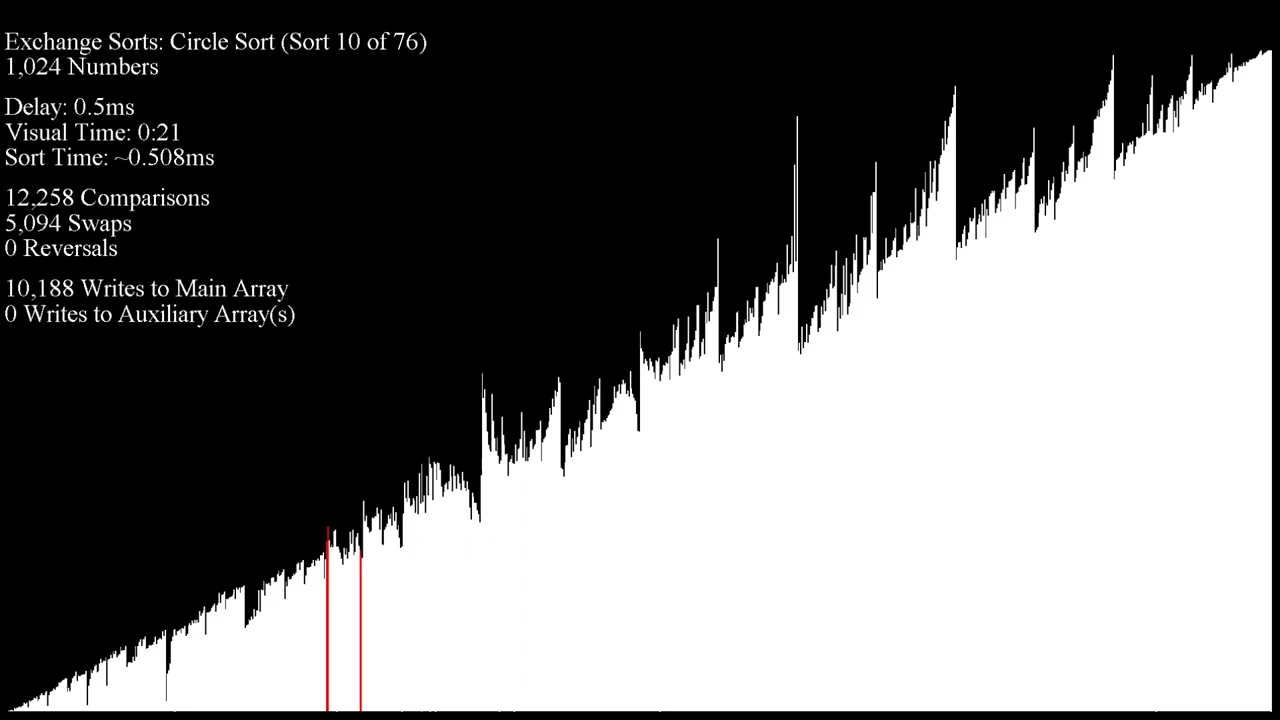 Exchange Sorts: Circle Sort (Sort 10 of 76)
1,024 Numbers
Delay: 0.5ms
Visual Time: 0:21
Sort Time: ~0.508ms
12,258 Comparisons
5,094 Swaps
0 Reversals
10,188 Writes to Main Array
0 Writes to Auxiliary Array(s)